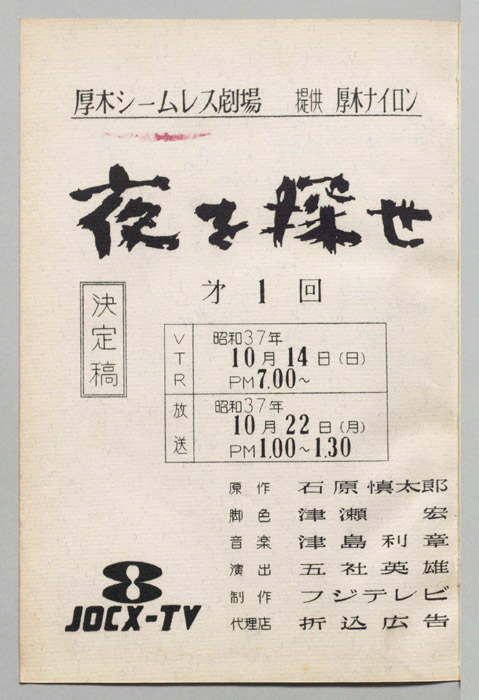 厚木シームレス劇場　提供 厚木ナイロン
夜を探せ
才1回
決定稿
VTR 昭和37年
10月14日(日)
PM7.00~
放送 昭和37年
10月22日(月)
PM1.00~1.30
原作 石原慎太郎
脚色 津瀬宏
音楽 津島利章
演出 五社英雄
制作 フジテレビ
代理店 折込広告
8
JOCX-TV